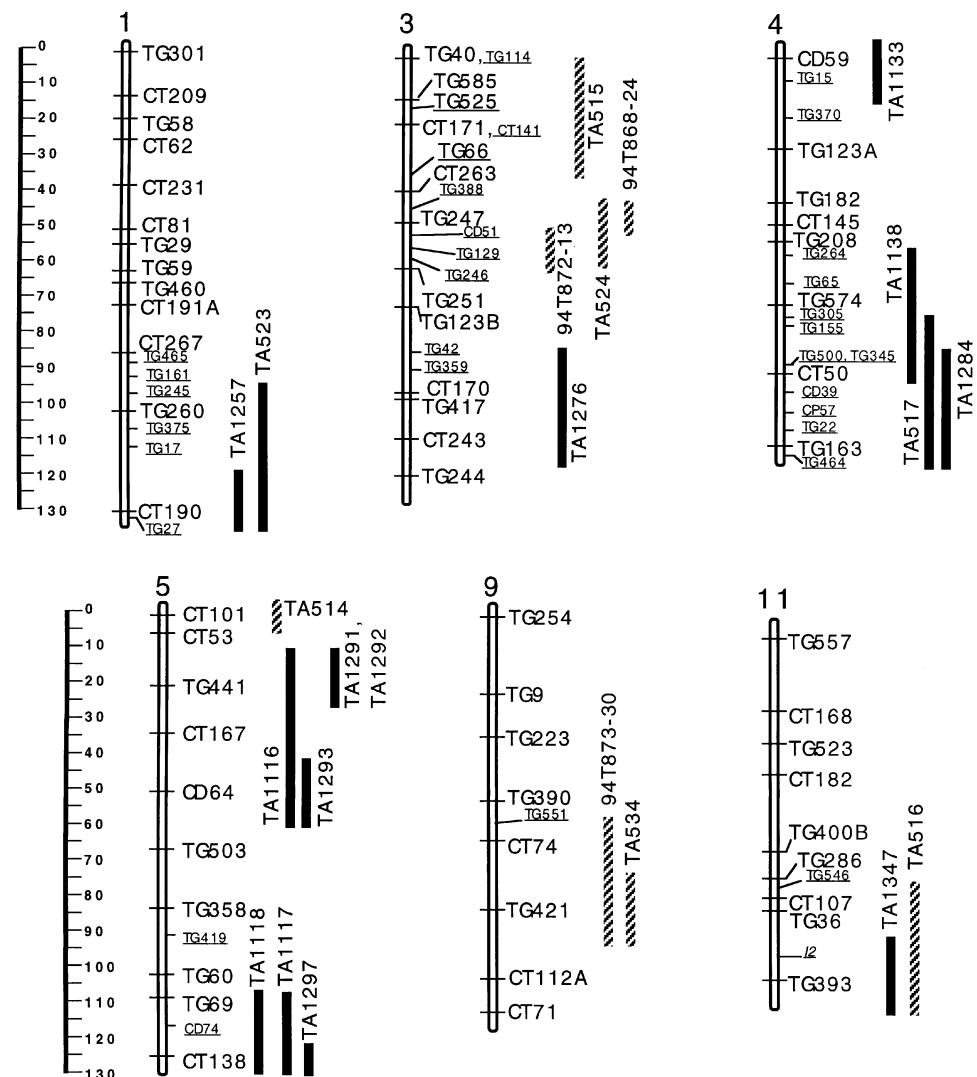 1
0
10
20
30
40
50
60
70
80
90
100
110
120
130
TG301
CT209
TG58
CT62
CT231
CT81
TG29
TG59
TG460
CT191A
CT267
TG465
TG161
TG245
TG260
TG375
TG17
CT190
TG27
TA1257
TA523
3
TG40, TG114
TG585
TG525
CT171, CT141
TG66
CT263
TG388
TG247
CD51
TG129
TG246
TG251
TG123B
TG42
TG359
CT170
TG417
CT243
TG244
TA515
94T868-24
94T872-13
TA524
TA1276
4
CD59
TG15
TG370
TG123A
TG182
CT145
TG208
TG264
TG65
TG574
TG305
TG155
TG500, TG345
CT50
CD39
CP57
TG22
TG163
TG464
TA1133
TA1138
TA517
TA1284
5
0
10
20
30
40
50
60
70
80
90
100
110
120
130
CT101
CT53
TG441
CT167
CD64
TG503
TG358
TG419
TG60
TG69
CD74
CT138
TA514
TA1291,
TA1292
TA1116
TA1293
TA1118
TA1117
TA1297
9
TG254
TG9
TG223
TG390
TG551
CT74
TG421
CT112A
CT71
94T873-30
TA534
11
TG557
CT168
TG523
CT182
TG400B
TG286
TG546
CT107
TG36
I2
TG393
TA1347
TA516